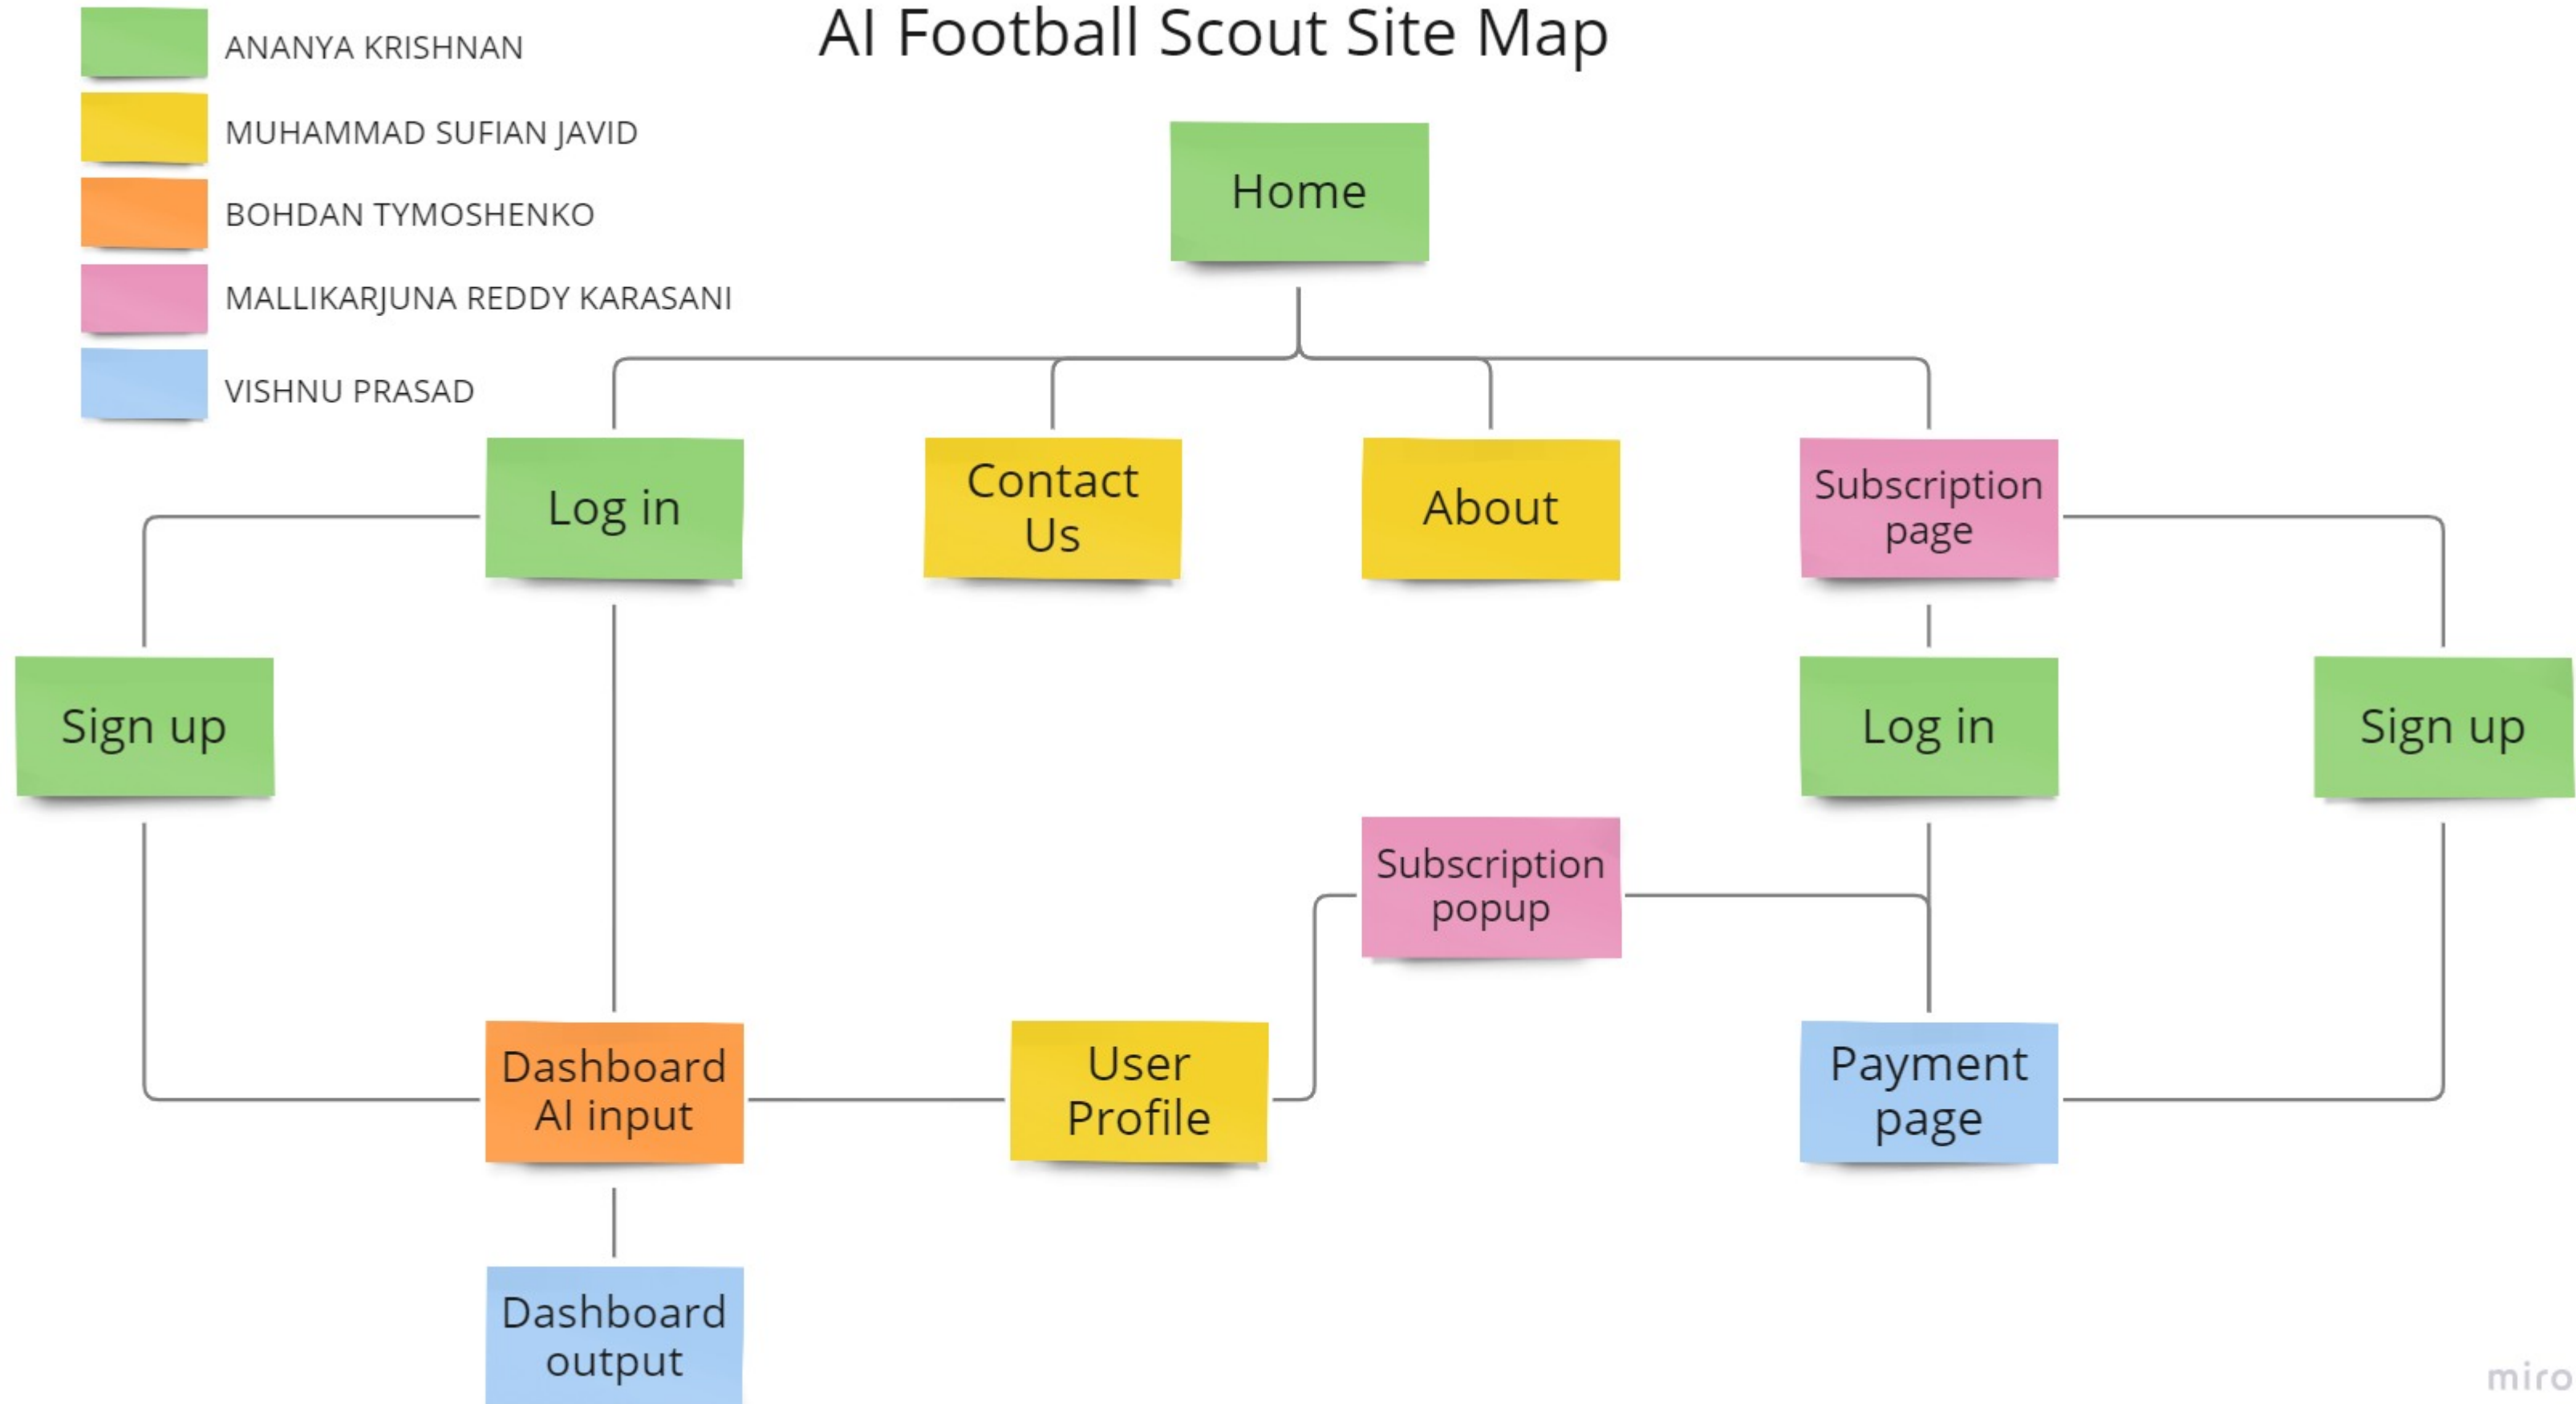 AI Football Scout Site Map
ANANYA KRISHNAN
MUHAMMAD SUFIAN JAVID
BOHDAN TYMOSHENKO
MALLIKARJUNA REDDY KARASANI
VISHNU PRASAD
Home
Log in
Contact
Us
About
Subscription
page
Sign up
Log in
Sign up
Subscription
popup
Dashboard
AI input
User
Profile
Payment
page
Dashboard
output
miro